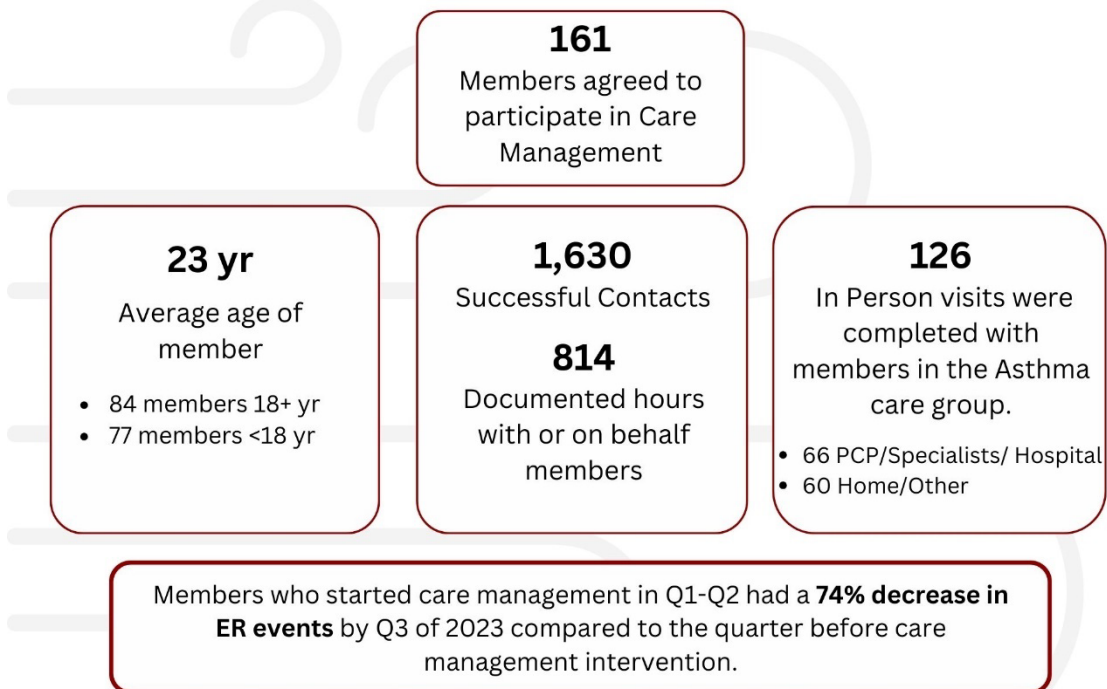 161
Members agreed to
participate in Care
Management
23 yr
Average age of
member
• 84 members 18+ yr
• 77 members <18 yr
1,630
Successful Contacts
814
Documented hours
with or on behalf
members
126
In Person visits were
completed with
members in the Asthma
care group.
• 66 PCP/Specialists/ Hospital
• 60 Home/Other
Members who started care management in Q1-Q2 had a 74% decrease in
ER events by Q3 of 2023 compared to the quarter before care
management intervention.